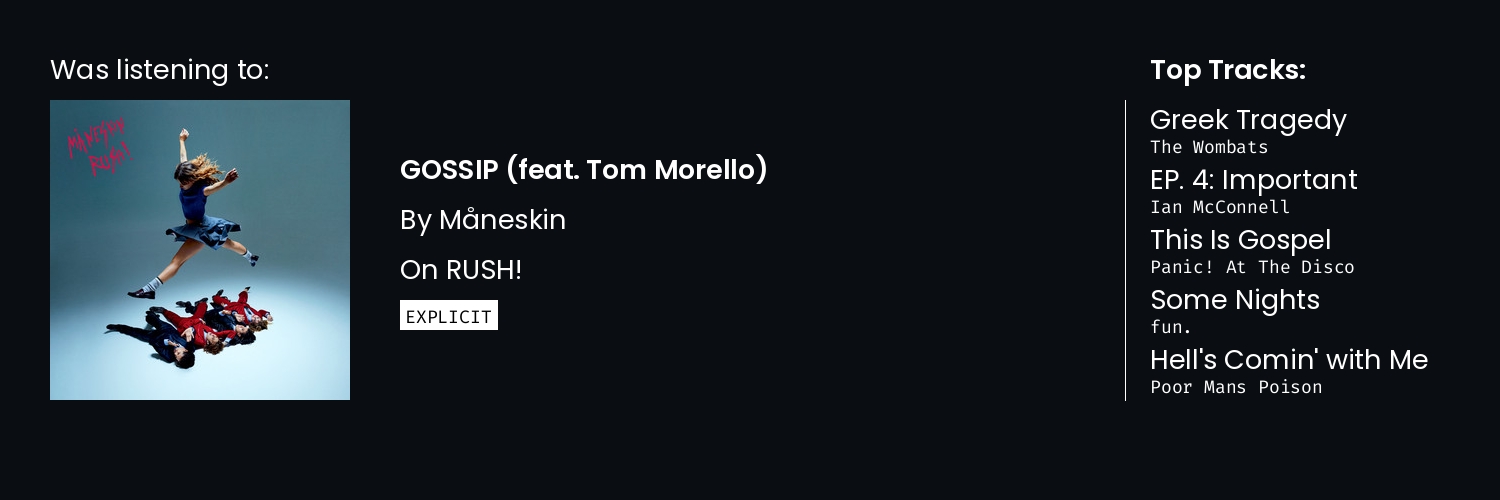 Was listening to:
MÅNESKIN
RUSH!
GOSSIP (feat. Tom Morello)
By Måneskin
On RUSH!
EXPLICIT
Top Tracks:
Greek Tragedy
The Wombats
EP. 4: Important
Ian McConnell
This Is Gospel
Panic! At The Disco
Some Nights
fun.
Hell's Comin' with Me
Poor Mans Poison